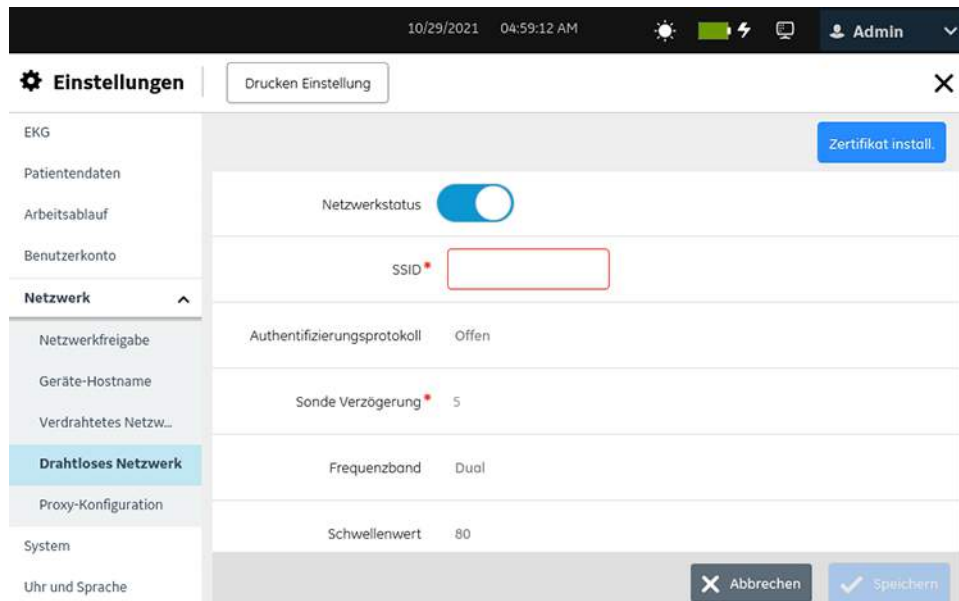 10/29/2021 04:59:12 AM Admin
Einstellungen Drucken Einstellung
EKG
Patientendaten
Arbeitsablauf
Benutzerkonto
Netzwerk
Netzwerkfreigabe
Geräte-Hostname
Verdrahtetes Netzw...
Drahtloses Netzwerk
Proxy-Konfiguration
System
Uhr und Sprache
Zertifikat install.
Netzwerkstatus
SSID*
Authentifizierungsprotokoll Offen
Sonde Verzögerung* 5
Frequenzband Dual
Schwellenwert 80
Abbrechen Speichern